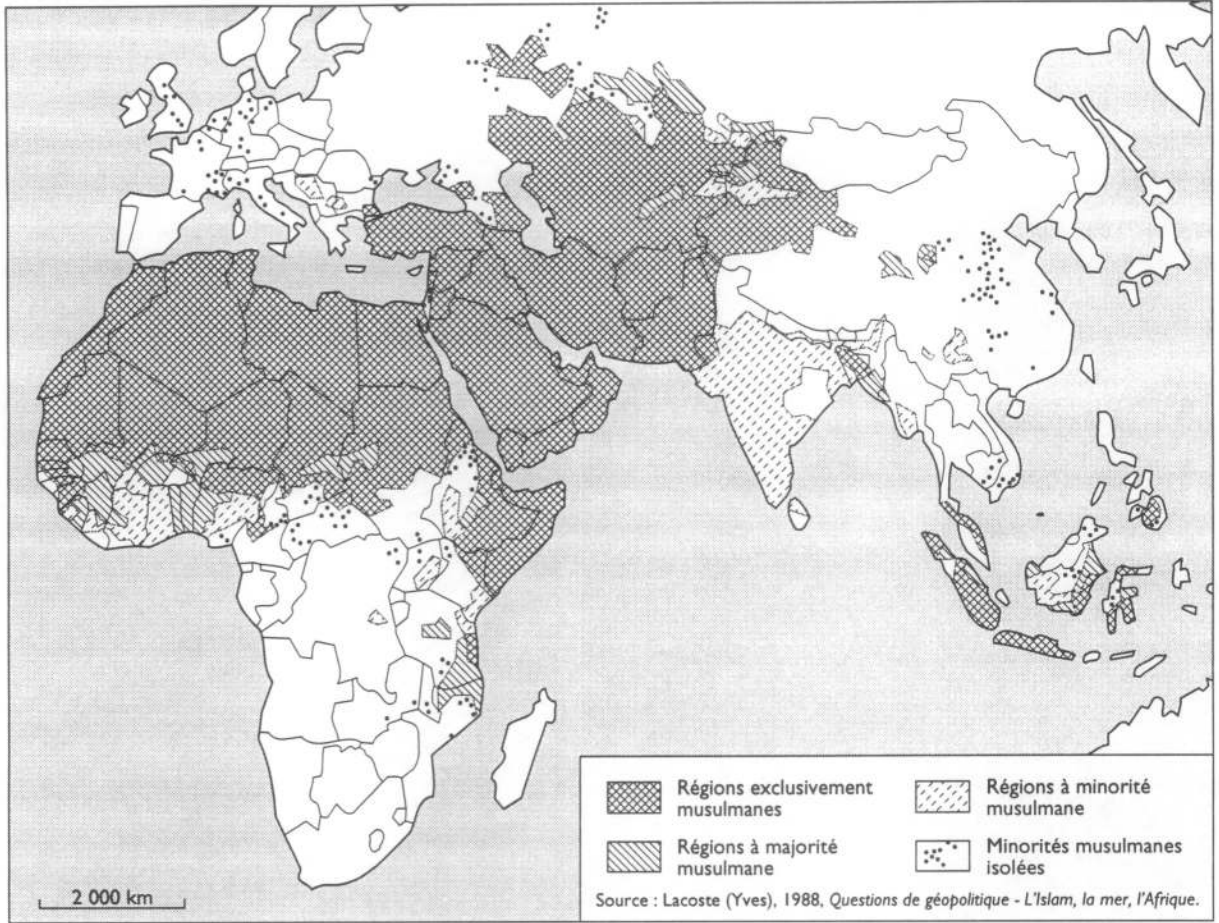 Régions exclusivement
musulmanes
Régions à majorité
musulmane
Régions à minorité
musulmane
Minorités musulmanes
isolées
2 000 km
Source : Lacoste (Yves), 1988, Questions de géopolitique - L'Islam, la mer, l'Afrique.